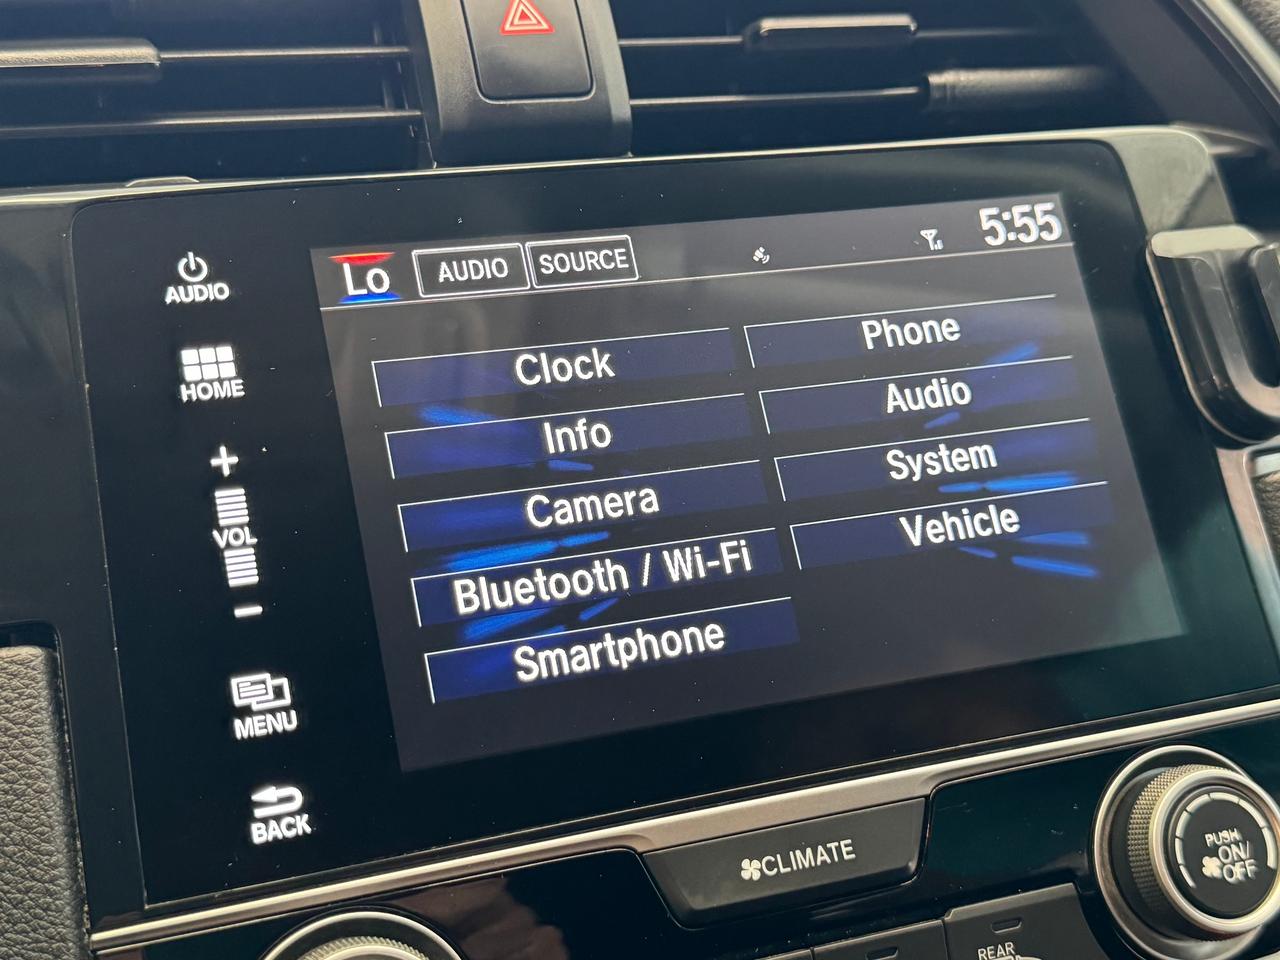 Lo AUDIO SOURCE 5:55
AUDIO
HOME
+
VOL
−
MENU
BACK
Clock
Info
Camera
Bluetooth / Wi-Fi
Smartphone
Phone
Audio
System
Vehicle
CLIMATE
PUSH
ON/
OFF
REAR